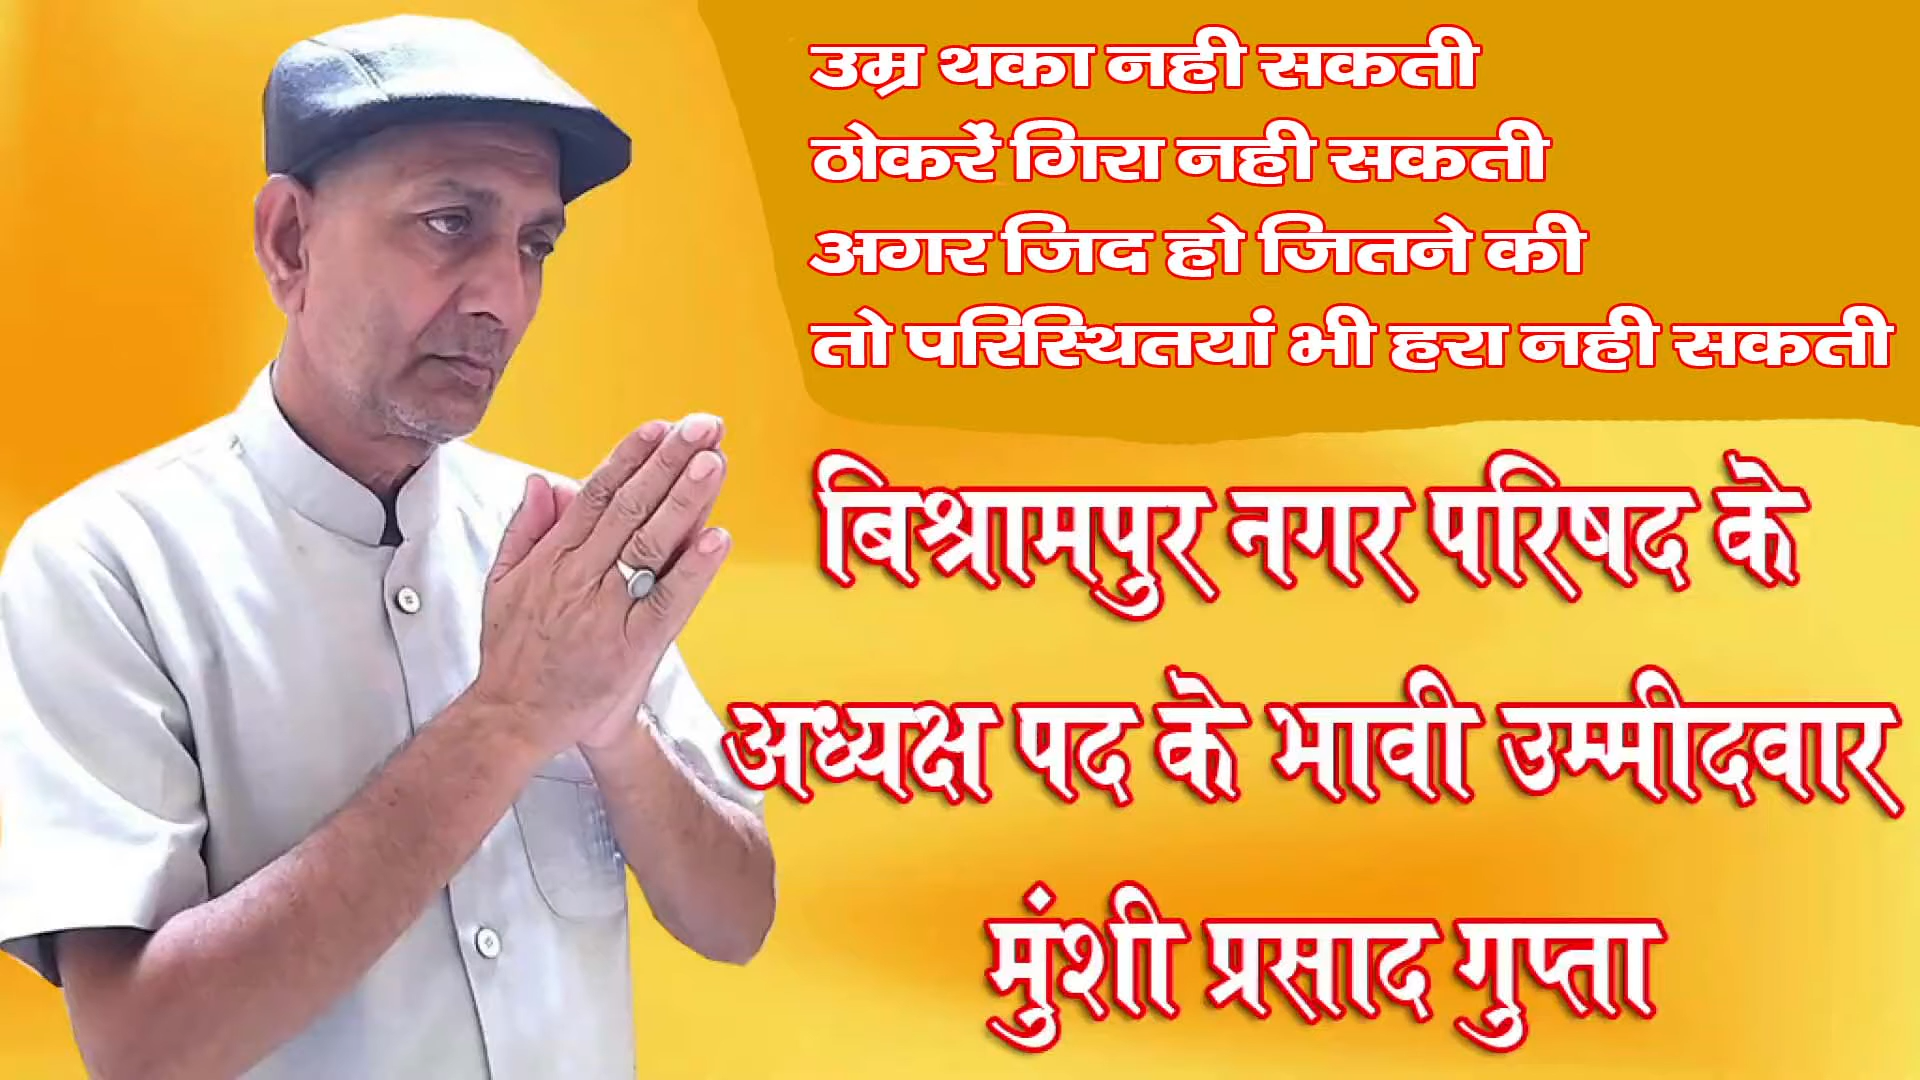 उम्र थका नही सकती
ठोकरें गिरा नही सकती
अगर जिद हो जितने की
तो परिस्थितयां भी हरा नही सकती
बिश्रामपुर नगर परिषद के
अध्यक्ष पद के भावी उम्मीदवार
मुंशी प्रसाद गुप्ता